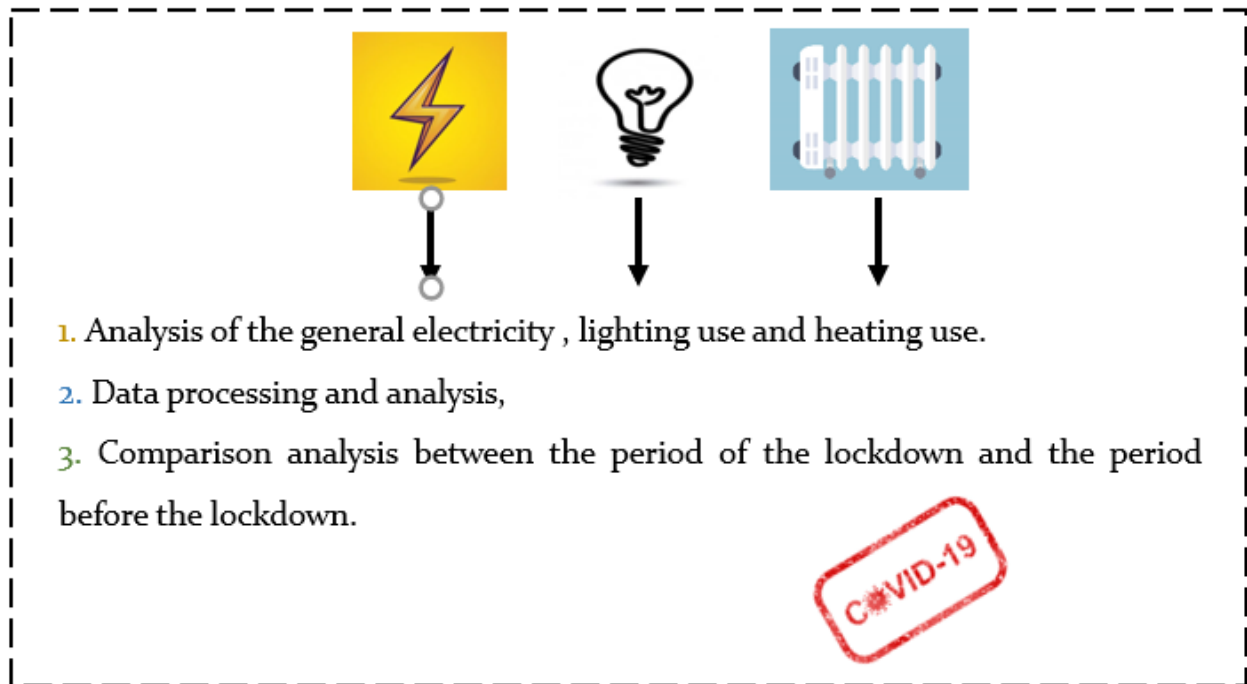 1. Analysis of the general electricity , lighting use and heating use.
2. Data processing and analysis,
3. Comparison analysis between the period of the lockdown and the period
before the lockdown.
COVID-19